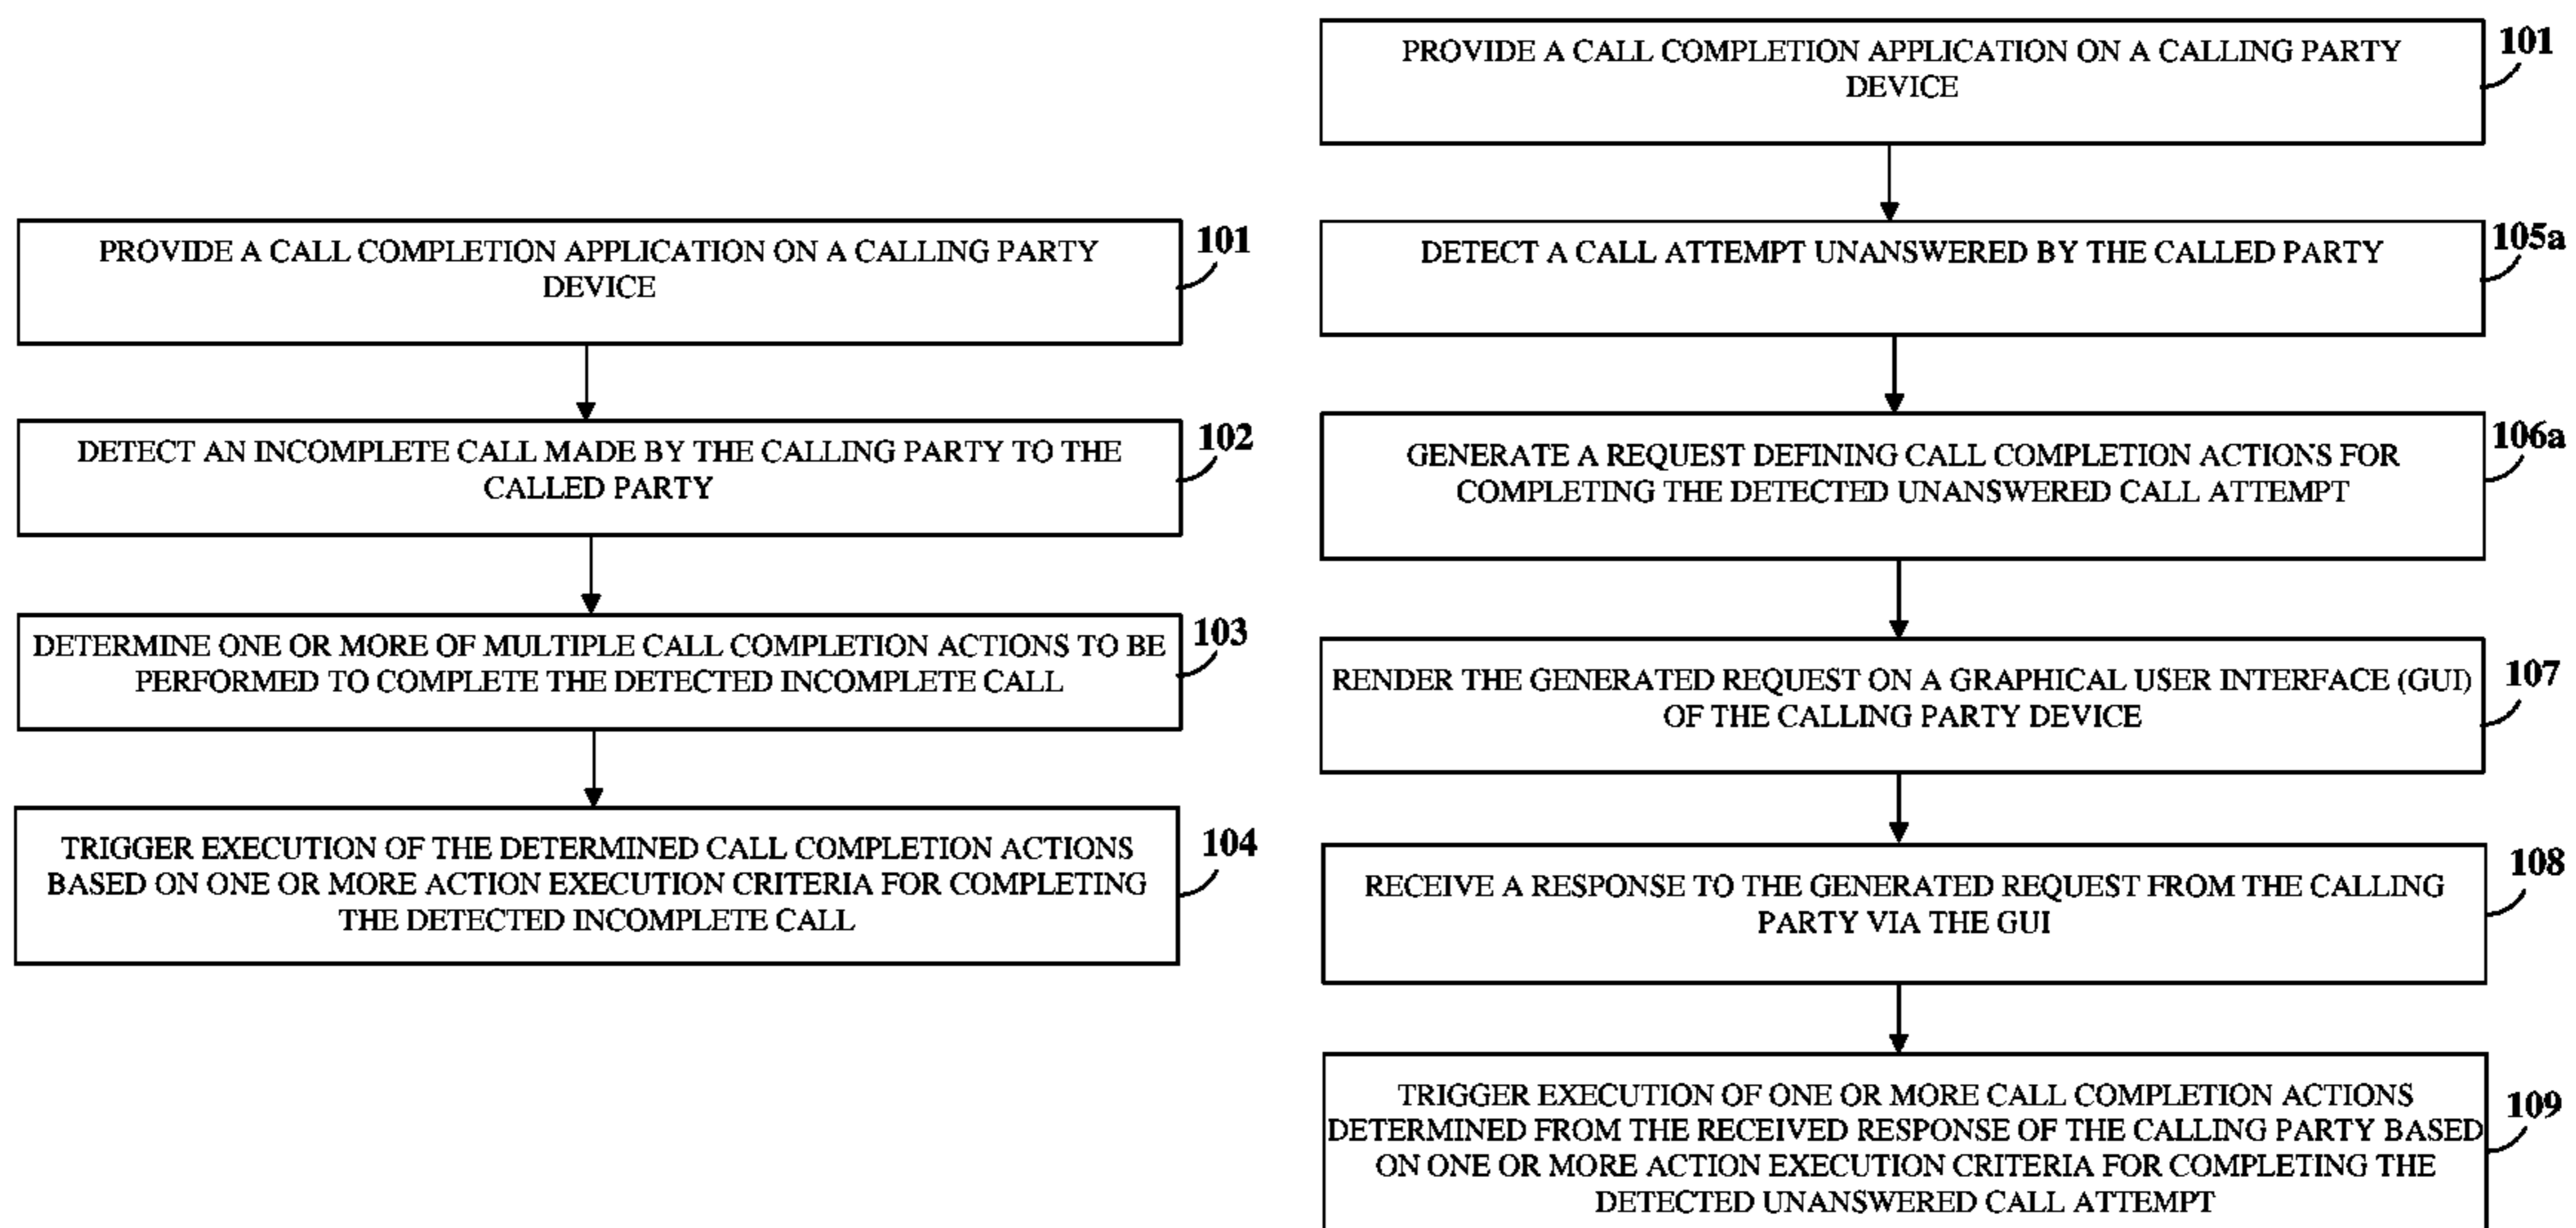 PROVIDE A CALL COMPLETION APPLICATION ON A CALLING PARTY
DEVICE
101
DETECT AN INCOMPLETE CALL MADE BY THE CALLING PARTY TO THE
CALLED PARTY
102
DETERMINE ONE OR MORE OF MULTIPLE CALL COMPLETION ACTIONS TO BE
PERFORMED TO COMPLETE THE DETECTED INCOMPLETE CALL
103
TRIGGER EXECUTION OF THE DETERMINED CALL COMPLETION ACTIONS
BASED ON ONE OR MORE ACTION EXECUTION CRITERIA FOR COMPLETING
THE DETECTED INCOMPLETE CALL
104
PROVIDE A CALL COMPLETION APPLICATION ON A CALLING PARTY
DEVICE
101
DETECT A CALL ATTEMPT UNANSWERED BY THE CALLED PARTY
105a
GENERATE A REQUEST DEFINING CALL COMPLETION ACTIONS FOR
COMPLETING THE DETECTED UNANSWERED CALL ATTEMPT
106a
RENDER THE GENERATED REQUEST ON A GRAPHICAL USER INTERFACE (GUI)
OF THE CALLING PARTY DEVICE
107
RECEIVE A RESPONSE TO THE GENERATED REQUEST FROM THE CALLING
PARTY VIA THE GUI
108
TRIGGER EXECUTION OF ONE OR MORE CALL COMPLETION ACTIONS
DETERMINED FROM THE RECEIVED RESPONSE OF THE CALLING PARTY BASED
ON ONE OR MORE ACTION EXECUTION CRITERIA FOR COMPLETING THE
DETECTED UNANSWERED CALL ATTEMPT
109